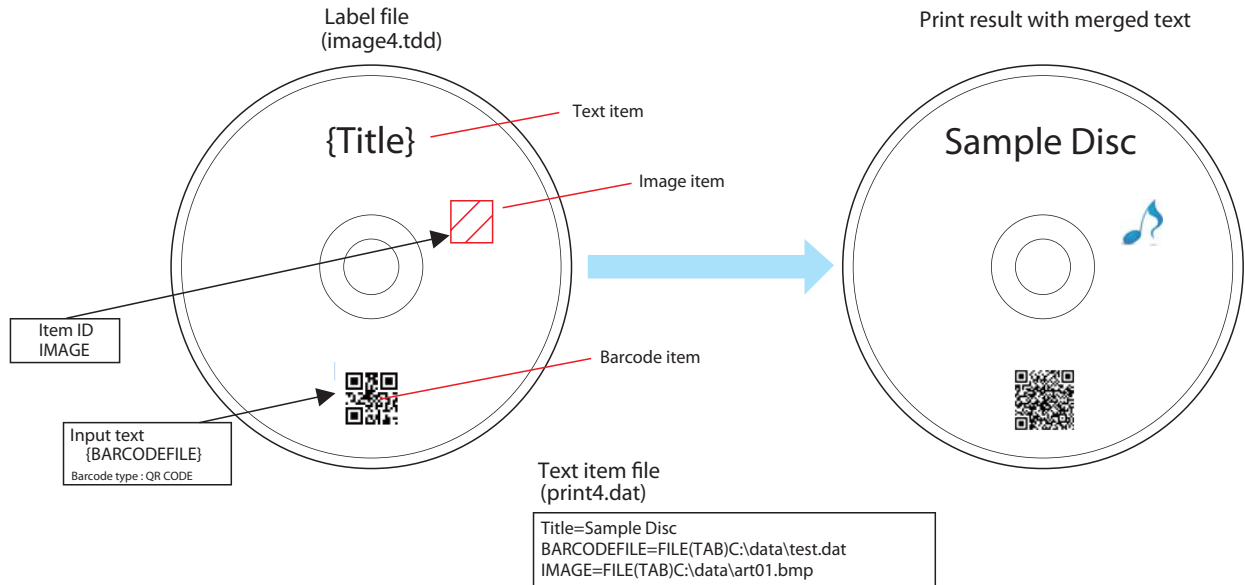 Label file
(image4.tdd)
Print result with merged text
Text item
{Title}
Sample Disc
Image item
Item ID
IMAGE
Barcode item
Input text
{BARCODEFILE}
Barcode type : QR CODE
Text item file
(print4.dat)
Title=Sample Disc
BARCODEFILE=FILE(TAB)C:\data\test.dat
IMAGE=FILE(TAB)C:\data\art01.bmp